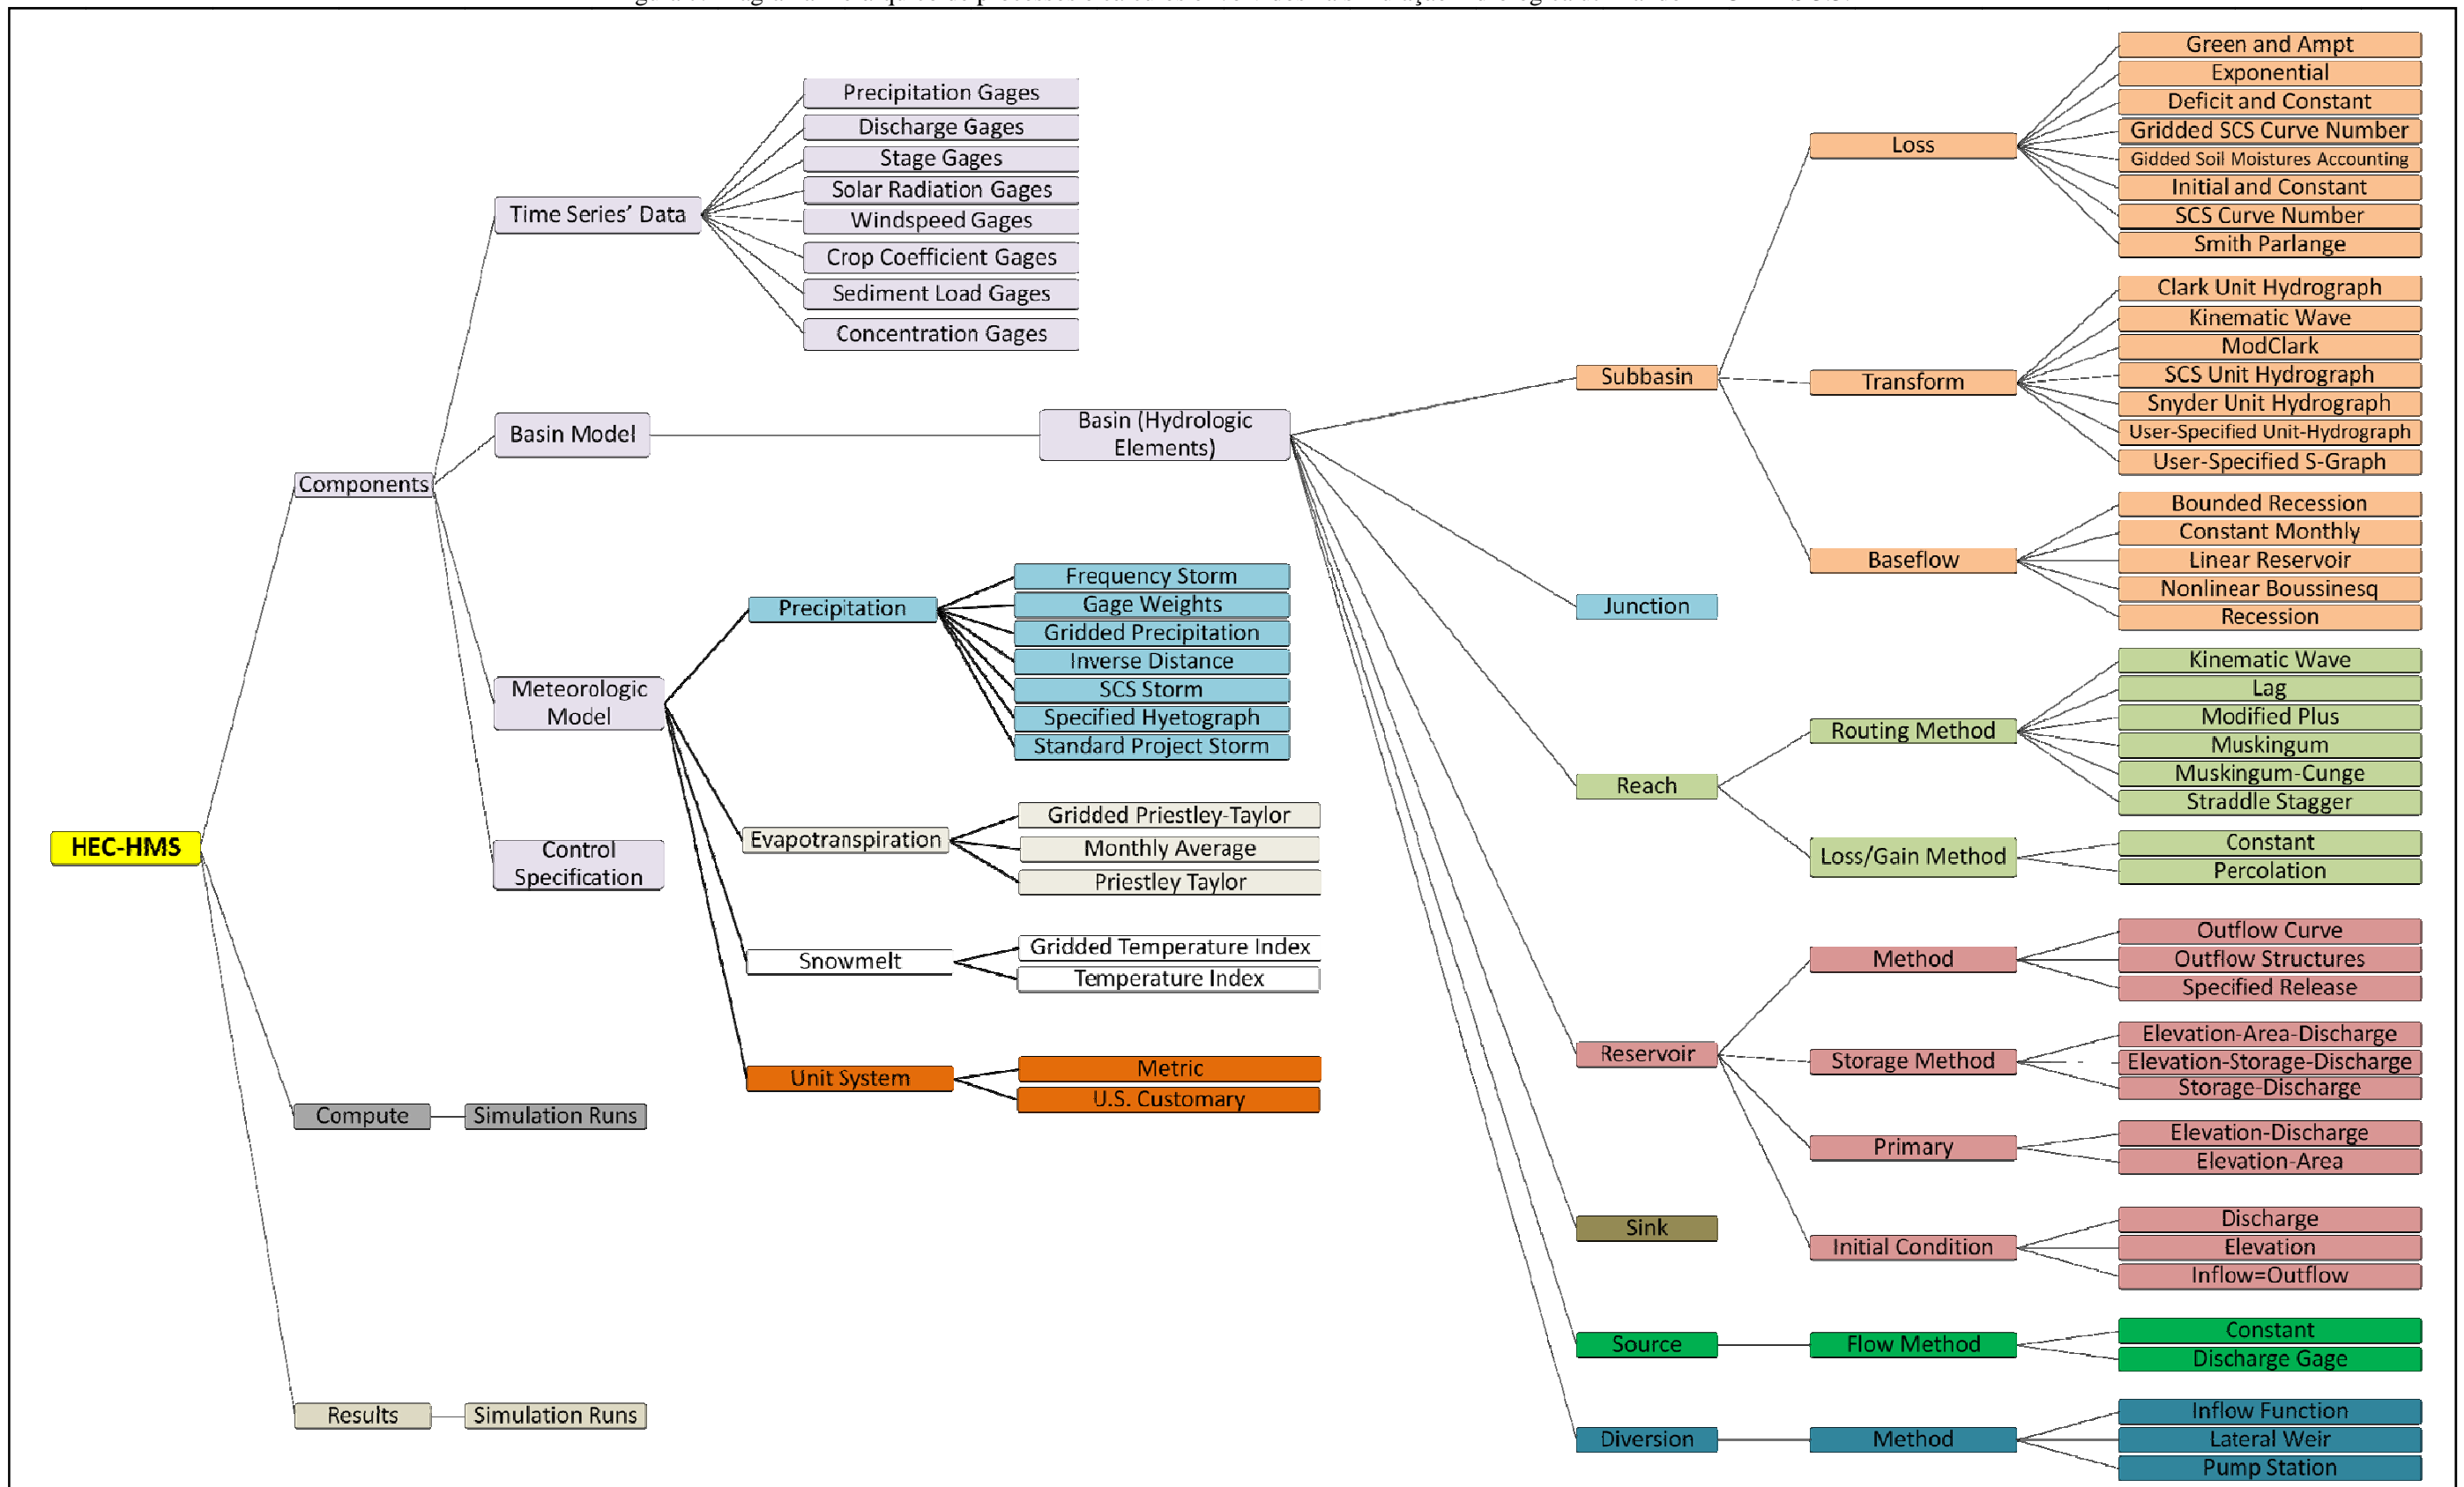 HEC-HMS
Components
Time Series’ Data
Precipitation Gages
Discharge Gages
Stage Gages
Solar Radiation Gages
Windspeed Gages
Crop Coefficient Gages
Sediment Load Gages
Concentration Gages
Basin Model
Basin (Hydrologic
Elements)
Subbasin
Loss
Green and Ampt
Exponential
Deficit and Constant
Gridded SCS Curve Number
Gidded Soil Moistures Accounting
Initial and Constant
SCS Curve Number
Smith Parlange
Transform
Clark Unit Hydrograph
Kinematic Wave
ModClark
SCS Unit Hydrograph
Snyder Unit Hydrograph
User-Specified Unit-Hydrograph
User-Specified S-Graph
Baseflow
Bounded Recession
Constant Monthly
Linear Reservoir
Nonlinear Boussinesq
Recession
Junction
Reach
Routing Method
Kinematic Wave
Lag
Modified Plus
Muskingum
Muskingum-Cunge
Straddle Stagger
Loss/Gain Method
Constant
Percolation
Reservoir
Method
Outflow Curve
Outflow Structures
Specified Release
Storage Method
Elevation-Area-Discharge
Elevation-Storage-Discharge
Storage-Discharge
Primary
Elevation-Discharge
Elevation-Area
Initial Condition
Discharge
Elevation
Inflow=Outflow
Sink
Source
Flow Method
Constant
Discharge Gage
Diversion
Method
Inflow Function
Lateral Weir
Pump Station
Meteorologic
Model
Precipitation
Frequency Storm
Gage Weights
Gridded Precipitation
Inverse Distance
SCS Storm
Specified Hyetograph
Standard Project Storm
Evapotranspiration
Gridded Priestley-Taylor
Monthly Average
Priestley Taylor
Snowmelt
Gridded Temperature Index
Temperature Index
Unit System
Metric
U.S. Customary
Control
Specification
Compute
Simulation Runs
Results
Simulation Runs